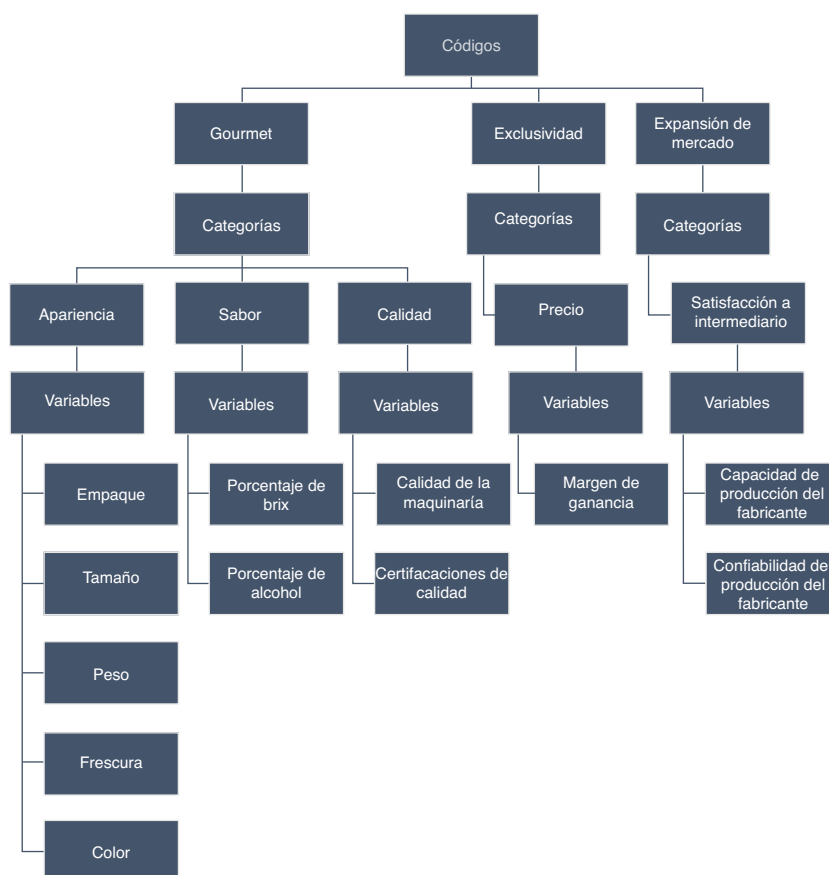 Códigos
Gourmet
Exclusividad
Expansión de
mercado
Categorías
Categorías
Categorías
Apariencia
Sabor
Calidad
Precio
Satisfacción a
intermediario
Variables
Variables
Variables
Variables
Variables
Empaque
Porcentaje de
brix
Calidad de la
maquinaría
Margen de
ganancia
Capacidad de
producción del
fabricante
Tamaño
Porcentaje de
alcohol
Certifacaciones de
calidad
Confiabilidad de
producción del
fabricante
Peso
Frescura
Color